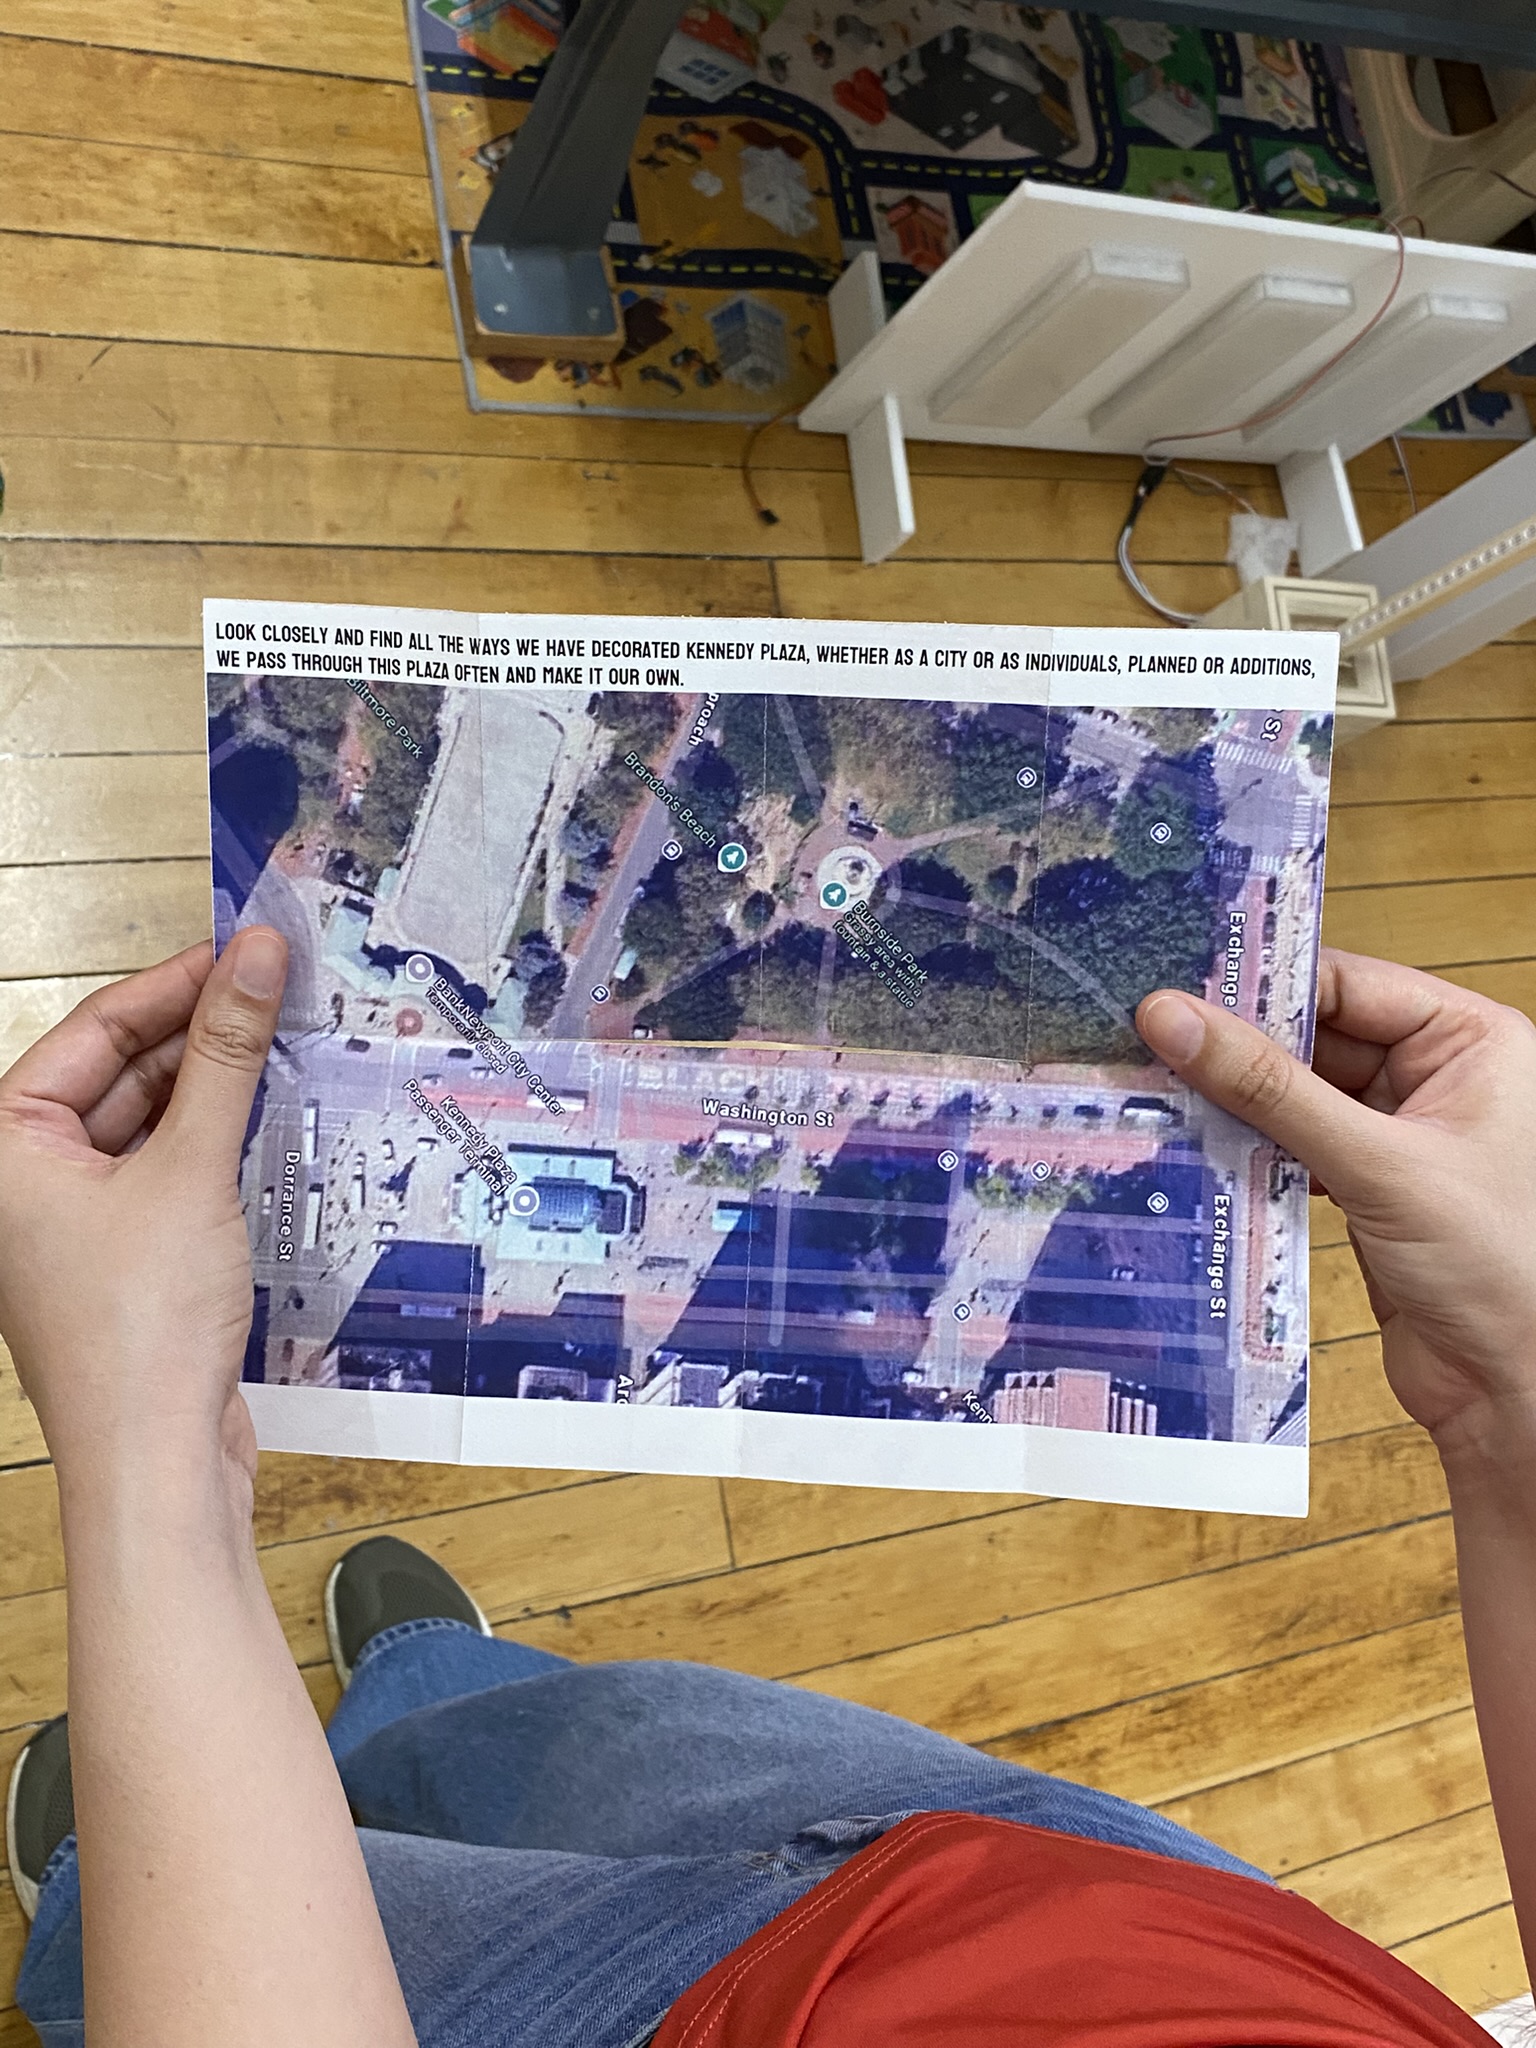 LOOK CLOSELY AND FIND ALL THE WAYS WE HAVE DECORATED KENNEDY PLAZA, WHETHER AS A CITY OR AS INDIVIDUALS, PLANNED OR ADDITIONS,
WE PASS THROUGH THIS PLAZA OFTEN AND MAKE IT OUR OWN.
Biltmore Park
proach
St
Brandon's Beach
Burnside Park
Grassy area with a
fountain & a statue
Exchange
BankNewport City Center
Temporarily closed
Kennedy Plaza
Passenger Terminal
Washington St
Dorrance St
Exchange St
Kenn